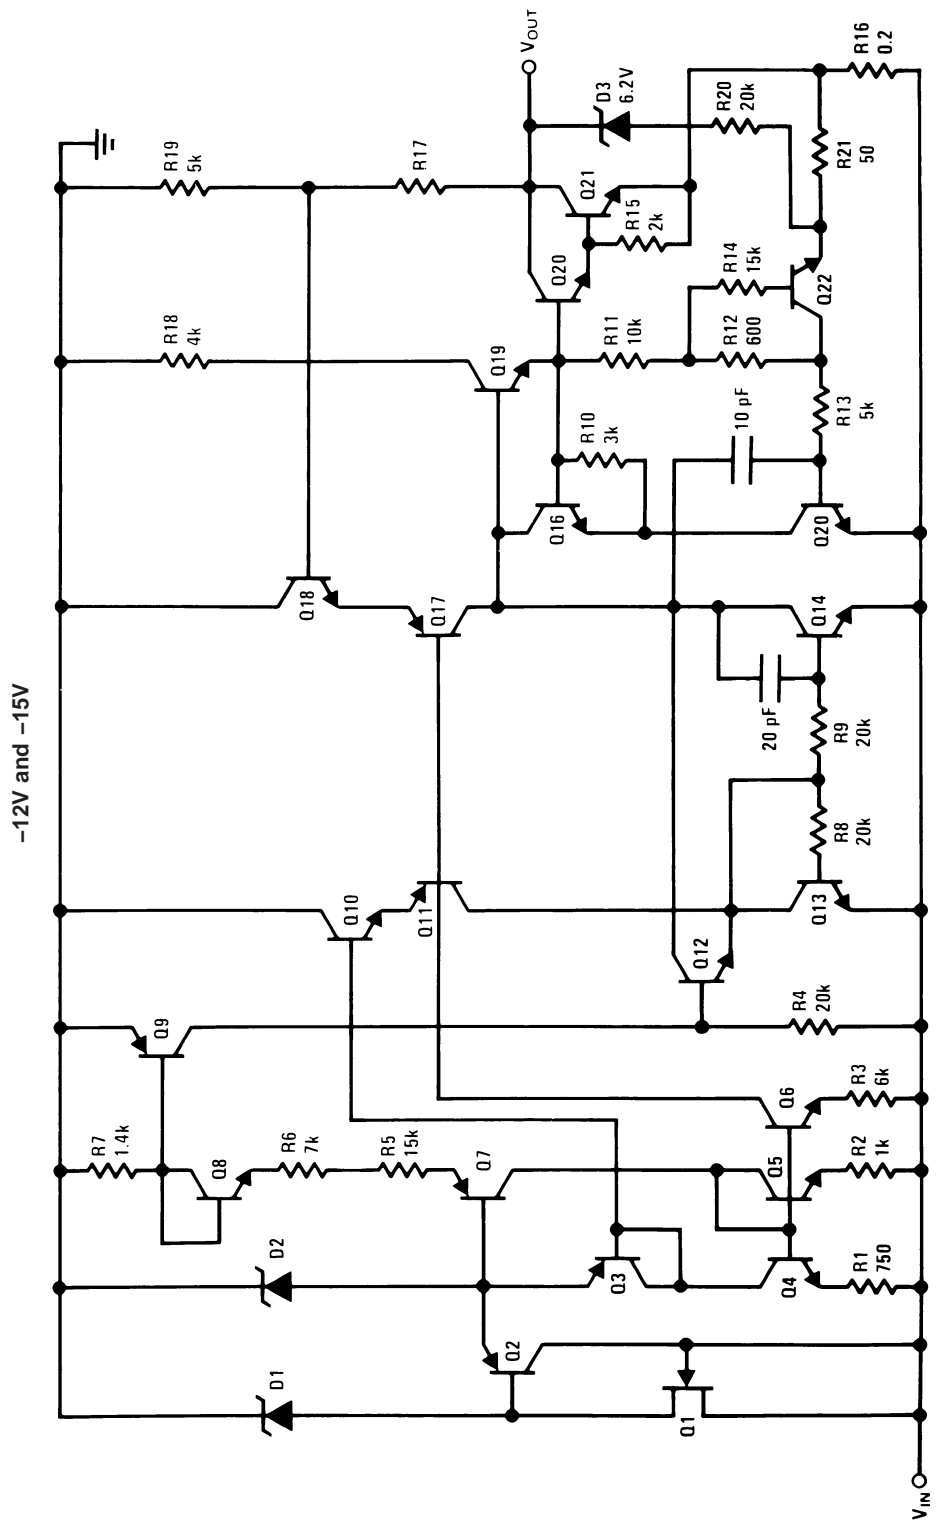 –12V and –15V
VOUT
R16
0.2
D3
6.2V
R20
20k
R21
50
R19
5k
R17
Q21
R15
2k
Q20
R14
15k
Q22
R18
4k
Q19
R11
10k
R12
600
R13
5k
10 pF
R10
3k
Q16
Q20
Q18
Q17
Q14
20 pF
R9
20k
R8
20k
Q10
Q11
Q13
Q12
Q9
R4
20k
R7
1.4k
Q8
R6
7k
R5
15k
Q7
Q6
R3
6k
Q5
R2
1k
D2
Q3
Q4
R1
750
D1
Q2
Q1
VIN